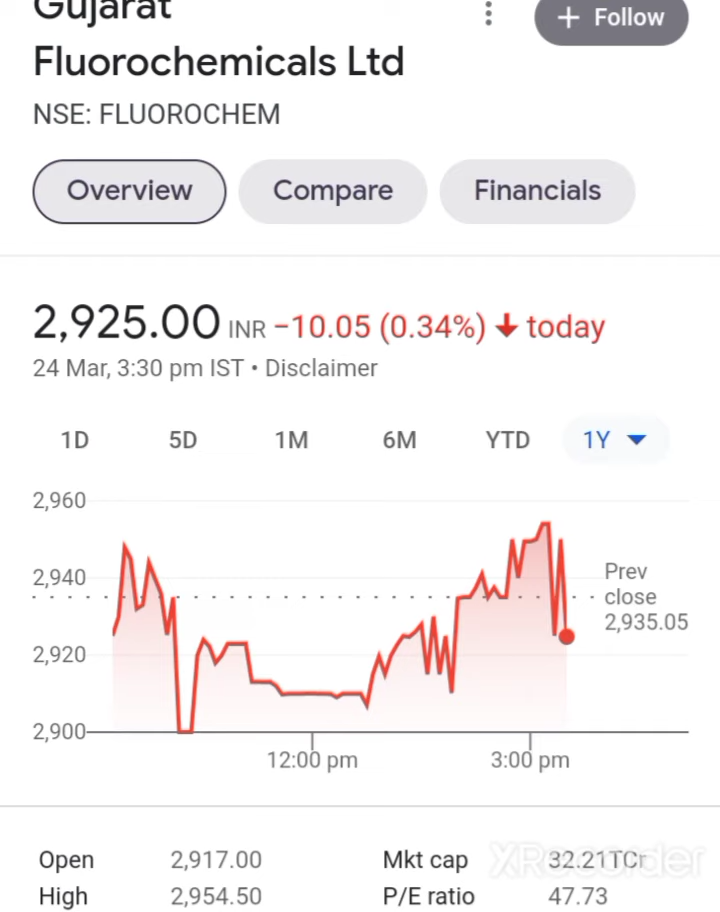 Gujarat
Fluorochemicals Ltd
+ Follow
NSE: FLUOROCHEM
Overview
Compare
Financials
2,925.00 INR −10.05 (0.34%) ↓ today
24 Mar, 3:30 pm IST • Disclaimer
1D 5D 1M 6M YTD 1Y
2,960
2,940
2,920
2,900
Prev
close
2,935.05
12:00 pm 3:00 pm
Open 2,917.00 Mkt cap 32.21TCr
High 2,954.50 P/E ratio 47.73
XRecorder